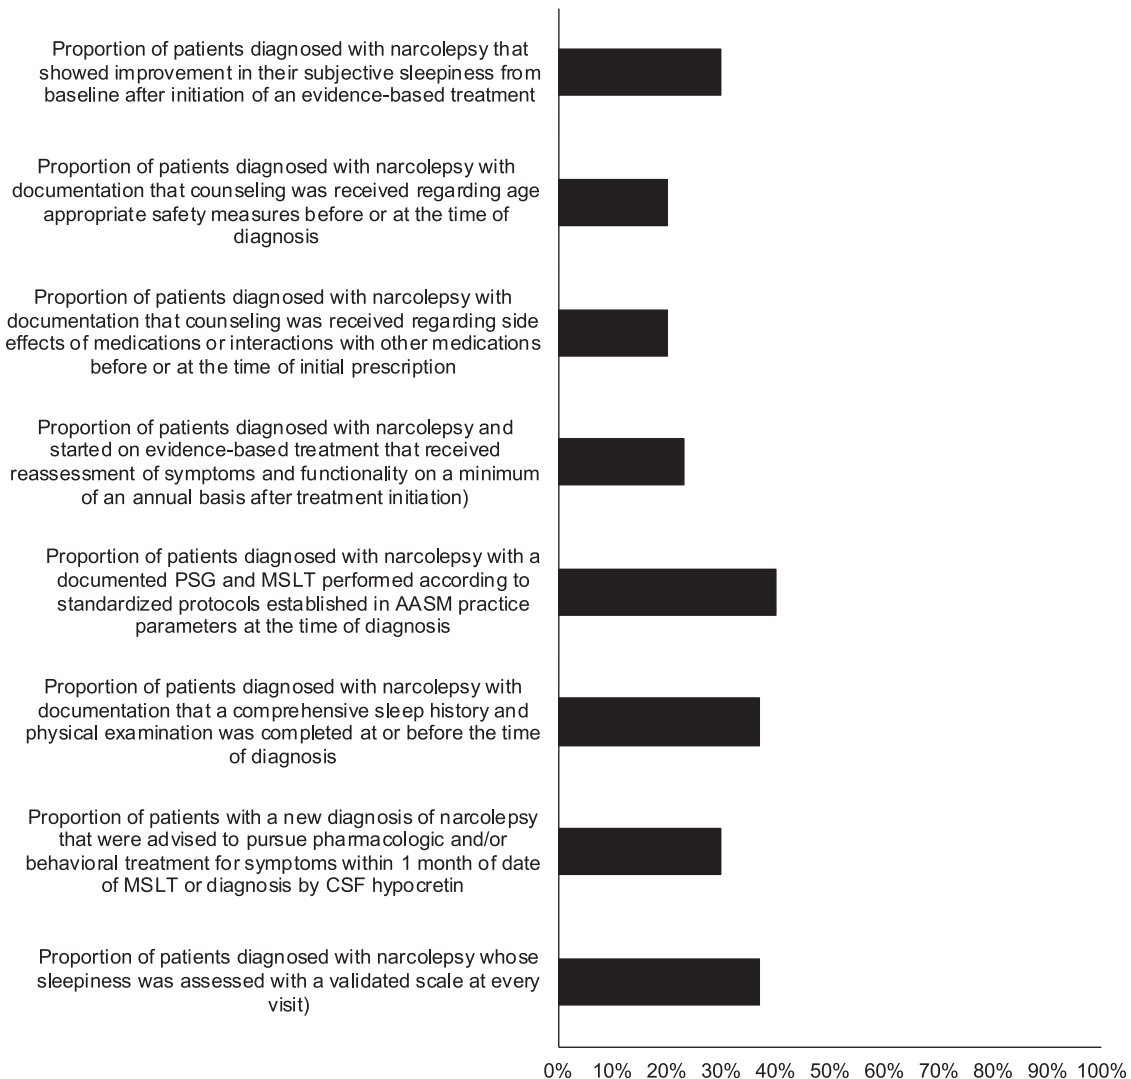 Proportion of patients diagnosed with narcolepsy that
showed improvement in their subjective sleepiness from
baseline after initiation of an evidence-based treatment
Proportion of patients diagnosed with narcolepsy with
documentation that counseling was received regarding age
appropriate safety measures before or at the time of
diagnosis
Proportion of patients diagnosed with narcolepsy with
documentation that counseling was received regarding side
effects of medications or interactions with other medications
before or at the time of initial prescription
Proportion of patients diagnosed with narcolepsy and
started on evidence-based treatment that received
reassessment of symptoms and functionality on a minimum
of an annual basis after treatment initiation)
Proportion of patients diagnosed with narcolepsy with a
documented PSG and MSLT performed according to
standardized protocols established in AASM practice
parameters at the time of diagnosis
Proportion of patients diagnosed with narcolepsy with
documentation that a comprehensive sleep history and
physical examination was completed at or before the time
of diagnosis
Proportion of patients with a new diagnosis of narcolepsy
that were advised to pursue pharmacologic and/or
behavioral treatment for symptoms within 1 month of date
of MSLT or diagnosis by CSF hypocretin
Proportion of patients diagnosed with narcolepsy whose
sleepiness was assessed with a validated scale at every
visit)
0% 10% 20% 30% 40% 50% 60% 70% 80% 90% 100%